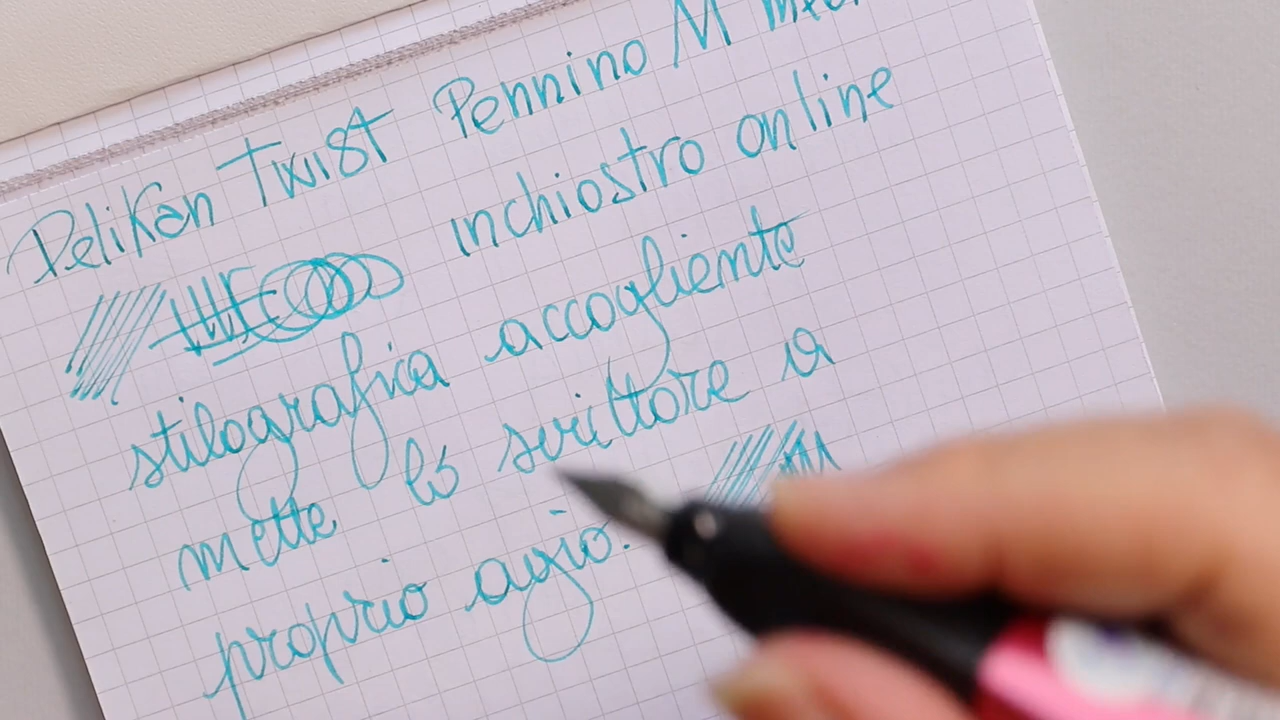 Pelikan Twist Pennino M
inchiostro online
stilografica accogliente
mette lo scrittore a
proprio agio.